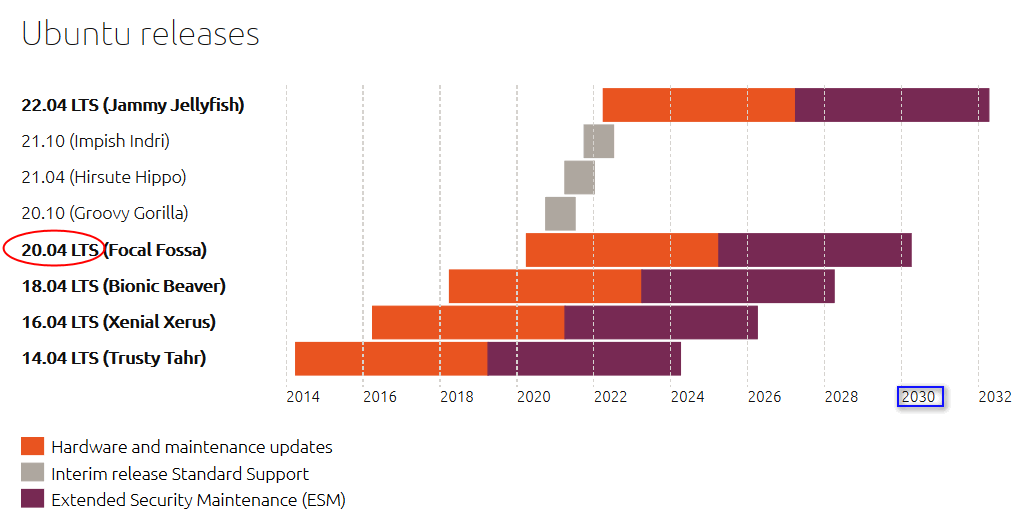 Ubuntu releases
22.04 LTS (Jammy Jellyfish)
21.10 (Impish Indri)
21.04 (Hirsute Hippo)
20.10 (Groovy Gorilla)
20.04 LTS (Focal Fossa)
18.04 LTS (Bionic Beaver)
16.04 LTS (Xenial Xerus)
14.04 LTS (Trusty Tahr)
2014 2016 2018 2020 2022 2024 2026 2028 2030 2032
Hardware and maintenance updates
Interim release Standard Support
Extended Security Maintenance (ESM)